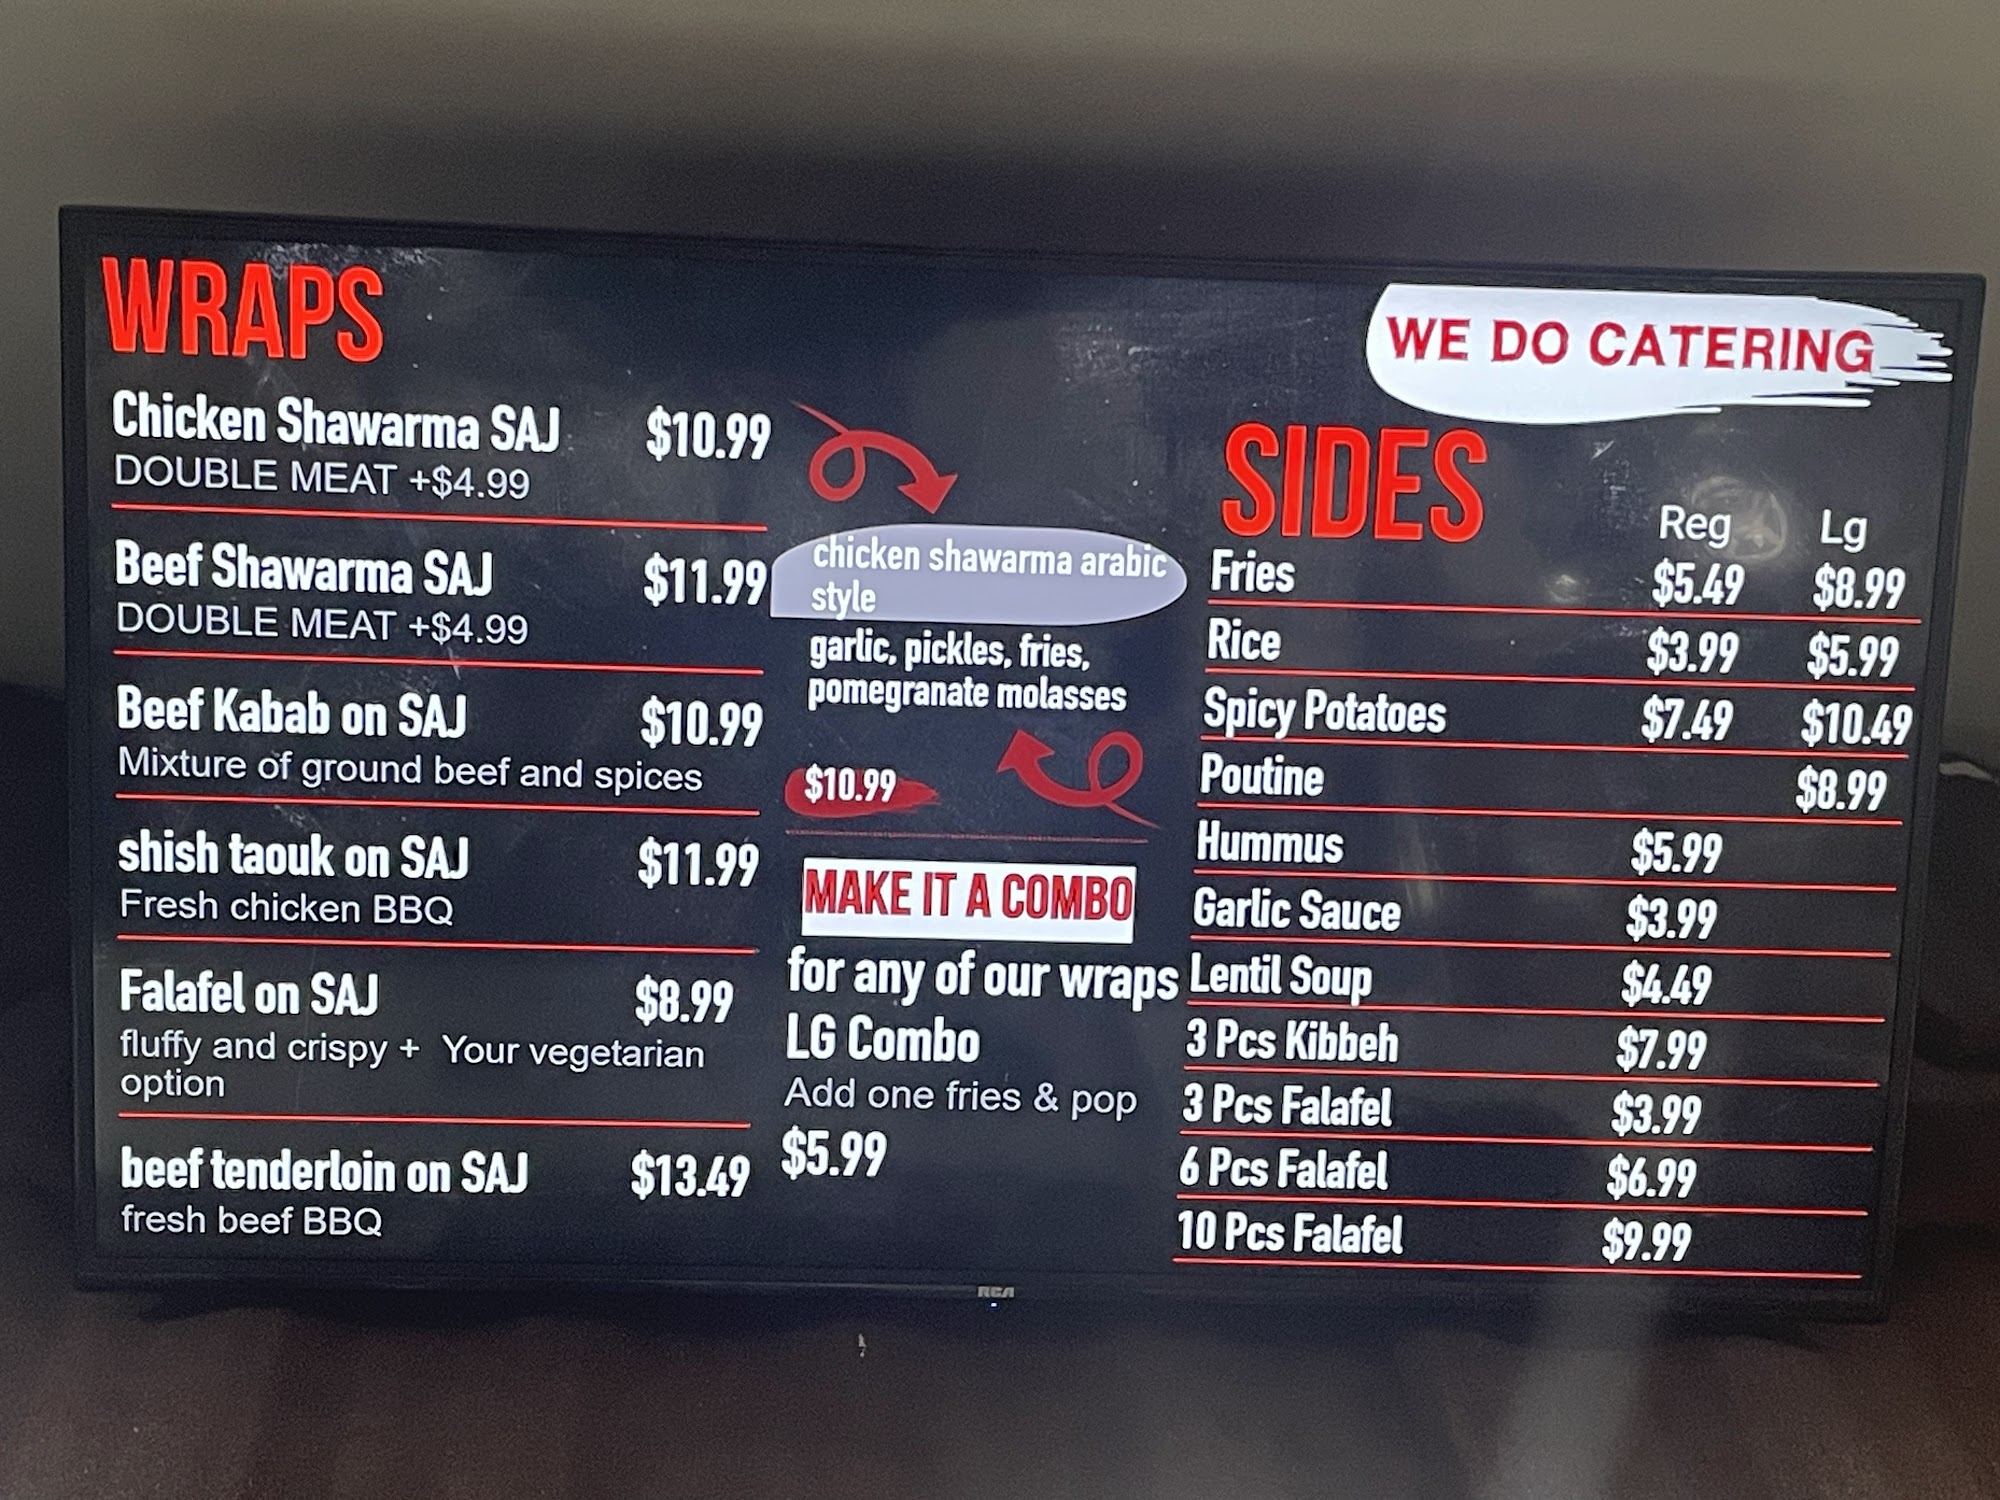 WRAPS
Chicken Shawarma SAJ $10.99
DOUBLE MEAT +$4.99
Beef Shawarma SAJ $11.99
DOUBLE MEAT +$4.99
Beef Kabab on SAJ $10.99
Mixture of ground beef and spices
shish taouk on SAJ $11.99
Fresh chicken BBQ
Falafel on SAJ $8.99
fluffy and crispy + Your vegetarian
option
beef tenderloin on SAJ $13.49
fresh beef BBQ
chicken shawarma arabic
style
garlic, pickles, fries,
pomegranate molasses
$10.99
MAKE IT A COMBO
for any of our wraps
LG Combo
Add one fries & pop
$5.99
WE DO CATERING
SIDES
Reg Lg
Fries $5.49 $8.99
Rice $3.99 $5.99
Spicy Potatoes $7.49 $10.49
Poutine $8.99
Hummus $5.99
Garlic Sauce $3.99
Lentil Soup $4.49
3 Pcs Kibbeh $7.99
3 Pcs Falafel $3.99
6 Pcs Falafel $6.99
10 Pcs Falafel $9.99
RCA